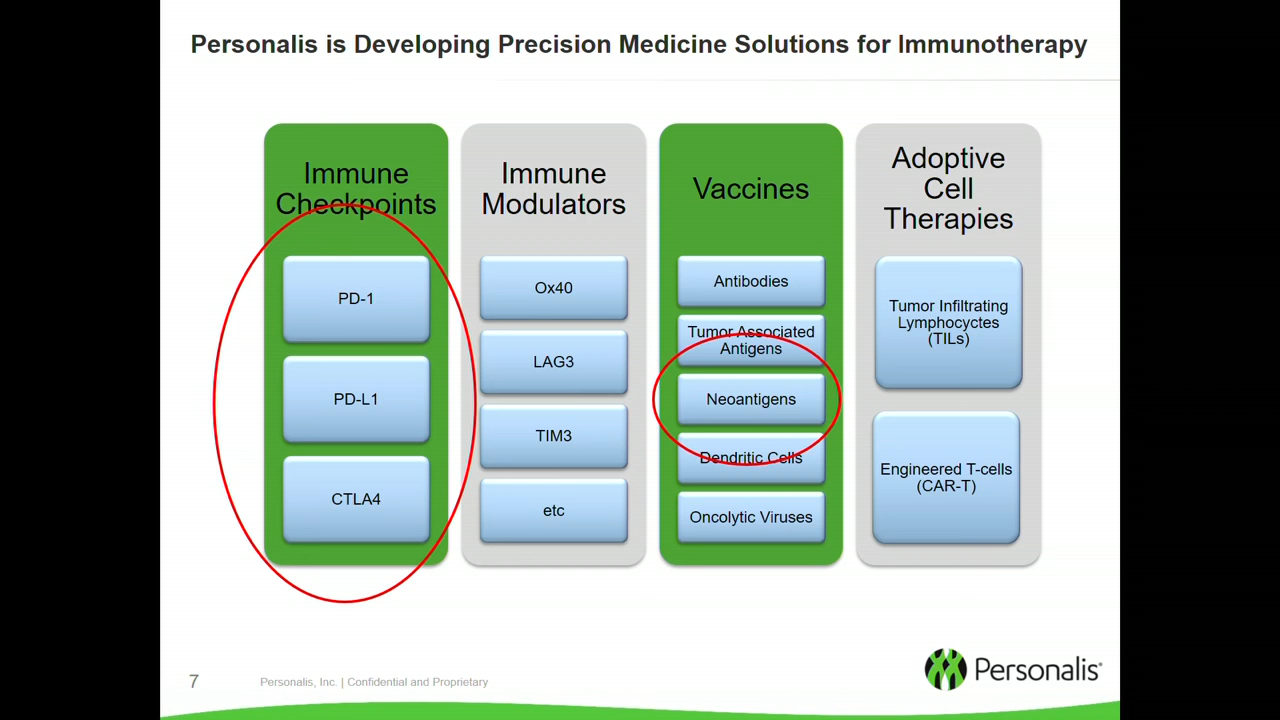 Personalis is Developing Precision Medicine Solutions for Immunotherapy
Immune
Checkpoints
PD-1
PD-L1
CTLA4
Immune
Modulators
Ox40
LAG3
TIM3
etc
Vaccines
Antibodies
Tumor Associated
Antigens
Neoantigens
Dendritic Cells
Oncolytic Viruses
Adoptive
Cell
Therapies
Tumor Infiltrating
Lymphocyctes
(TILs)
Engineered T-cells
(CAR-T)
7
Personalis, Inc. | Confidential and Proprietary
Personalis